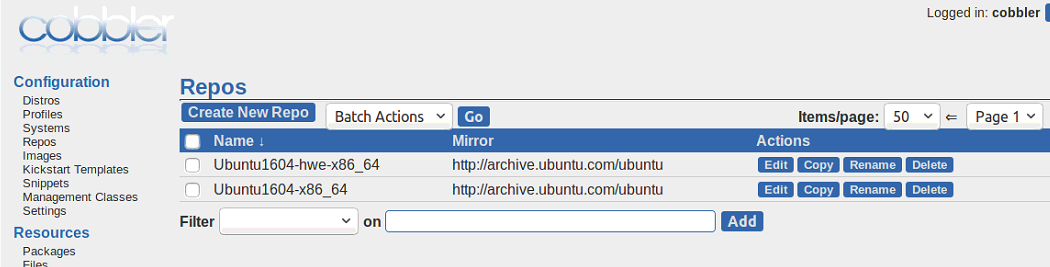 cobbler
Logged in: cobbler
Configuration
Distros
Profiles
Systems
Repos
Images
Kickstart Templates
Snippets
Management Classes
Settings
Resources
Packages
Files
Repos
Create New Repo Batch Actions Go Items/page: 50 ⇐ Page 1
Name ↓ Mirror Actions
Ubuntu1604-hwe-x86_64 http://archive.ubuntu.com/ubuntu Edit Copy Rename Delete
Ubuntu1604-x86_64 http://archive.ubuntu.com/ubuntu Edit Copy Rename Delete
Filter on Add